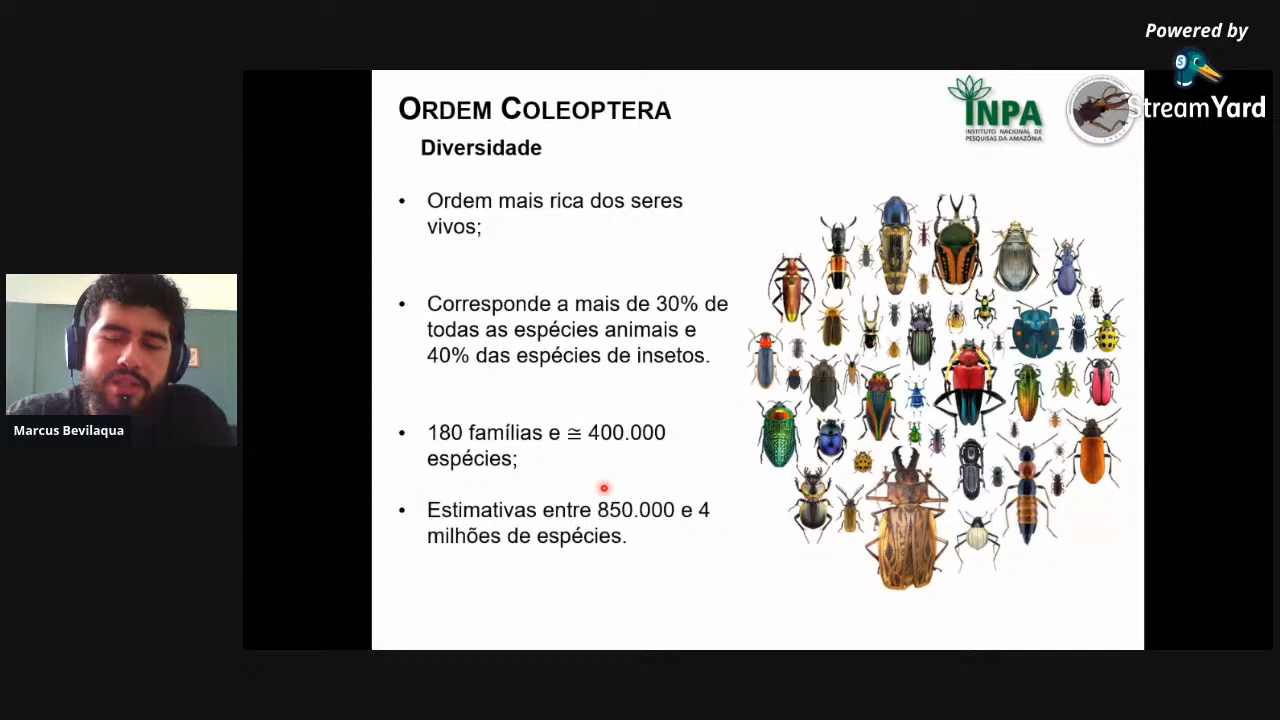 Powered by
StreamYard
ORDEM COLEOPTERA
Diversidade
INPA
INSTITUTO NACIONAL DE
PESQUISAS DA AMAZÔNIA
• Ordem mais rica dos seres
vivos;
• Corresponde a mais de 30% de
todas as espécies animais e
40% das espécies de insetos.
• 180 famílias e ≅ 400.000
espécies;
• Estimativas entre 850.000 e 4
milhões de espécies.
Marcus Bevilaqua